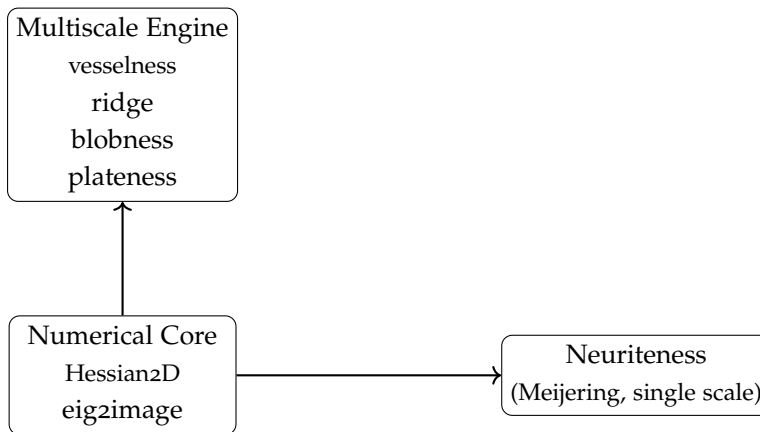 Multiscale Engine
vesselness
ridge
blobness
plateness
Numerical Core
Hessian2D
eig2image
Neuriteness
(Meijering, single scale)